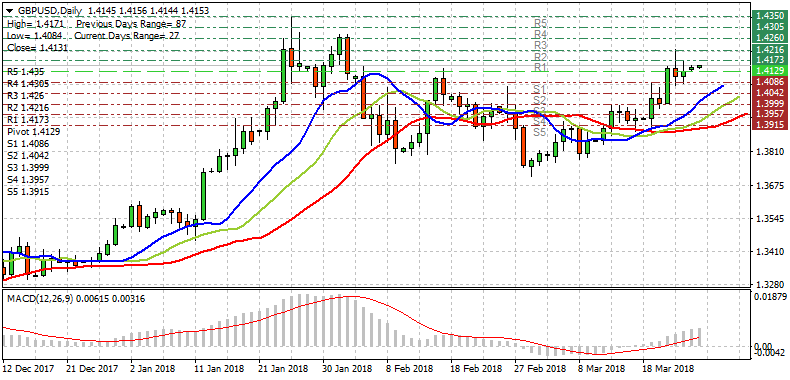 GBPUSD,Daily 1.4145 1.4156 1.4144 1.4153
High= 1.4171 Previous Days Range= 87
Low= 1.4084 Current Days Range= 27
Close= 1.4131
R5 1.435
R4 1.4305
R3 1.426
R2 1.4216
R1 1.4173
Pivot 1.4129
S1 1.4086
S2 1.4042
S3 1.3999
S4 1.3957
S5 1.3915
R5
R4
R3
R2
R1
S1
S2
S3
S4
S5
1.4350
1.4305
1.4260
1.4216
1.4173
1.4129
1.4086
1.4042
1.3999
1.3957
1.3915
1.3810
1.3675
1.3545
1.3410
1.3280
MACD(12,26,9) 0.00615 0.00316
0.01879
0.00
-0.0042
12 Dec 2017 21 Dec 2017 2 Jan 2018 11 Jan 2018 21 Jan 2018 30 Jan 2018 8 Feb 2018 18 Feb 2018 27 Feb 2018 8 Mar 2018 18 Mar 2018